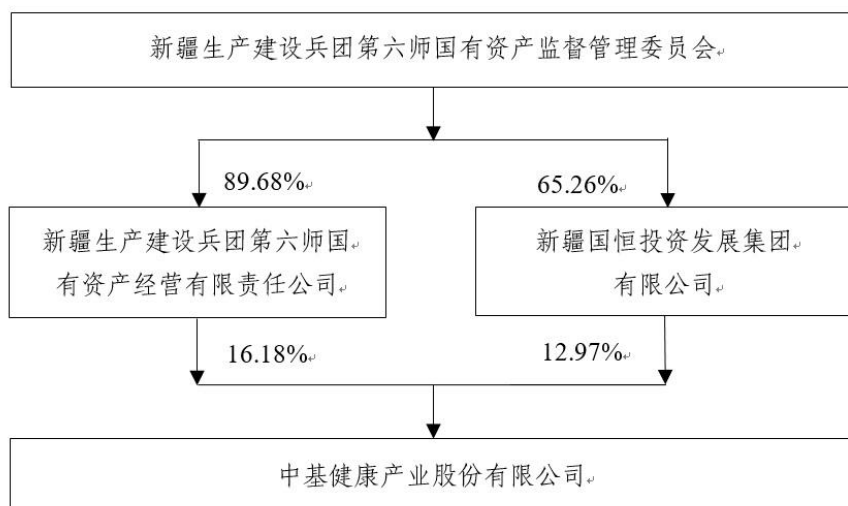 新疆生产建设兵团第六师国有资产监督管理委员会
89.68%
65.26%
新疆生产建设兵团第六师国
有资产经营有限责任公司
新疆国恒投资发展集团
有限公司
16.18%
12.97%
中基健康产业股份有限公司